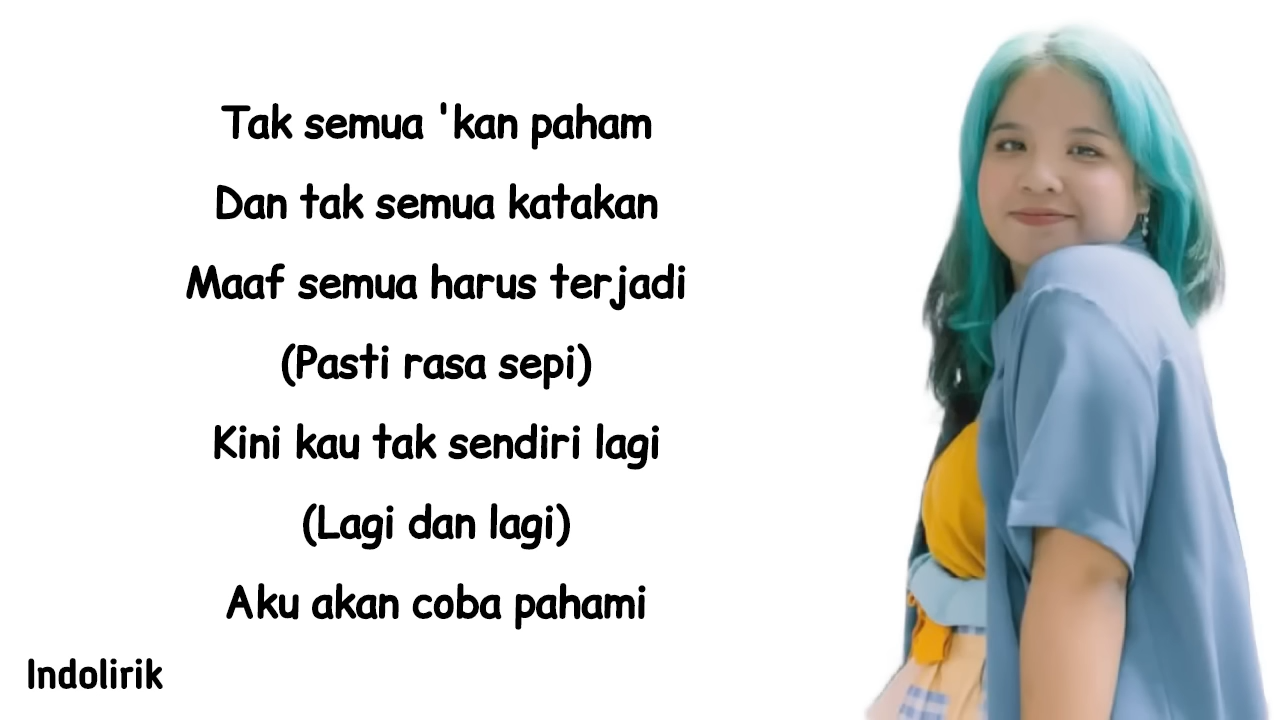 Tak semua 'kan paham
Dan tak semua katakan
Maaf semua harus terjadi
(Pasti rasa sepi)
Kini kau tak sendiri lagi
(Lagi dan lagi)
Aku akan coba pahami
Indolirik